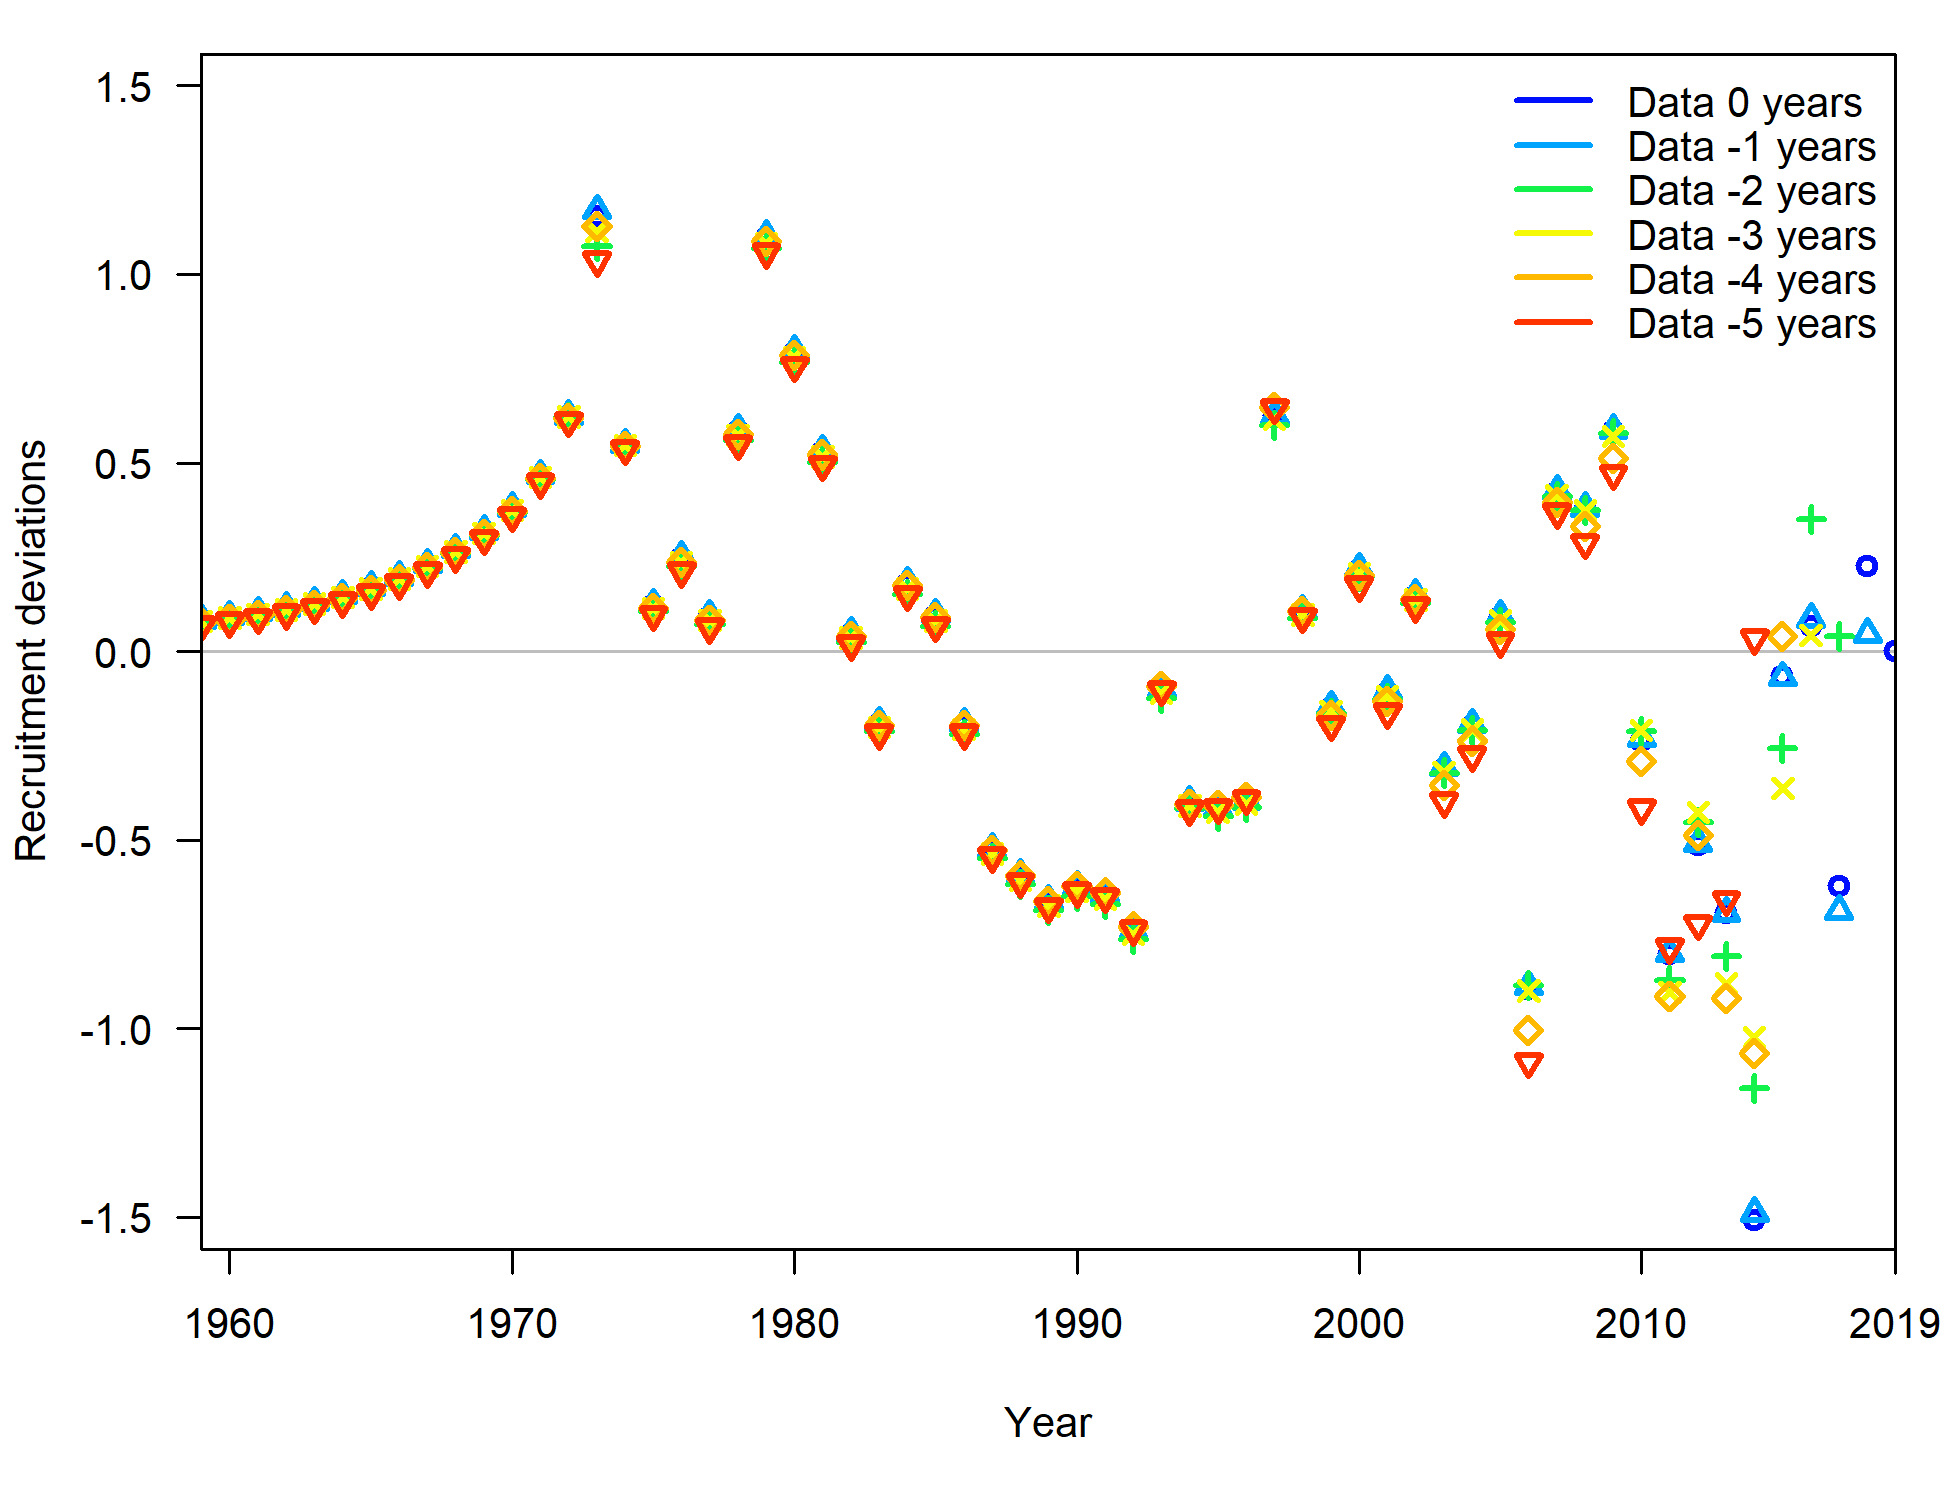 Recruitment deviations
1.5
1.0
0.5
0.0
-0.5
-1.0
-1.5
Data 0 years
Data -1 years
Data -2 years
Data -3 years
Data -4 years
Data -5 years
1960 1970 1980 1990 2000 2010 2019
Year